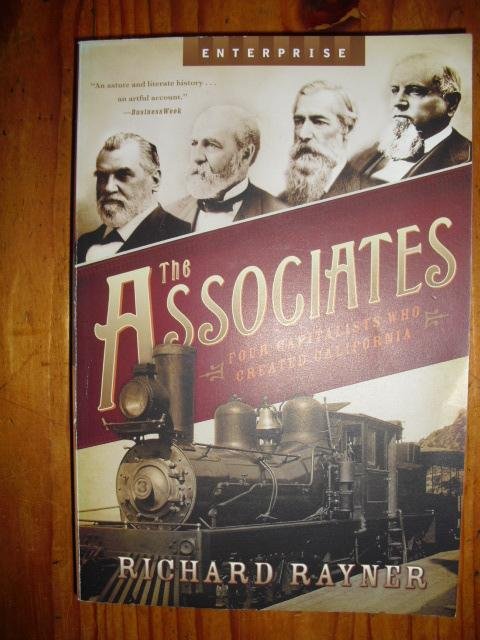 ENTERPRISE
"An astute and literate history . . .
an artful account."
—BusinessWeek
The
ASSOCIATES
FOUR CAPITALISTS WHO
CREATED CALIFORNIA
3
RICHARD RAYNER